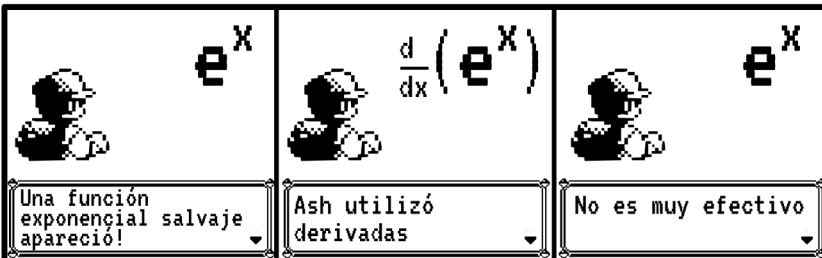 e^x
Una función
exponencial salvaje
apareció!
d/dx(e^x)
Ash utilizó
derivadas
e^x
No es muy efectivo